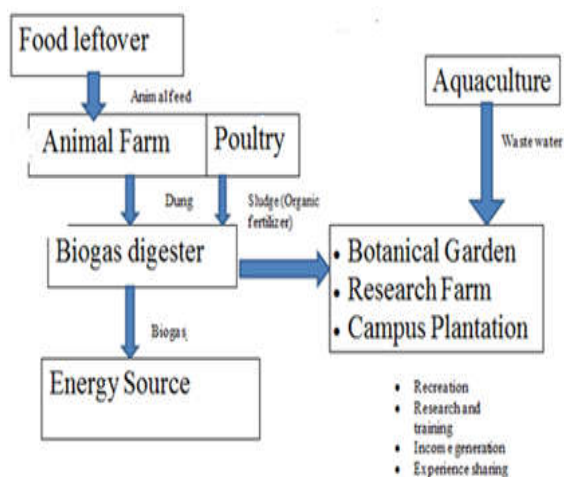 Food leftover
Animal feed
Animal Farm
Poultry
Dung
Sludge (Organic
fertilizer)
Biogas digester
Biogas
Energy Source
Aquaculture
Waste water
• Botanical Garden
• Research Farm
• Campus Plantation
• Recreation
• Research and
training
• Income generation
• Experience sharing